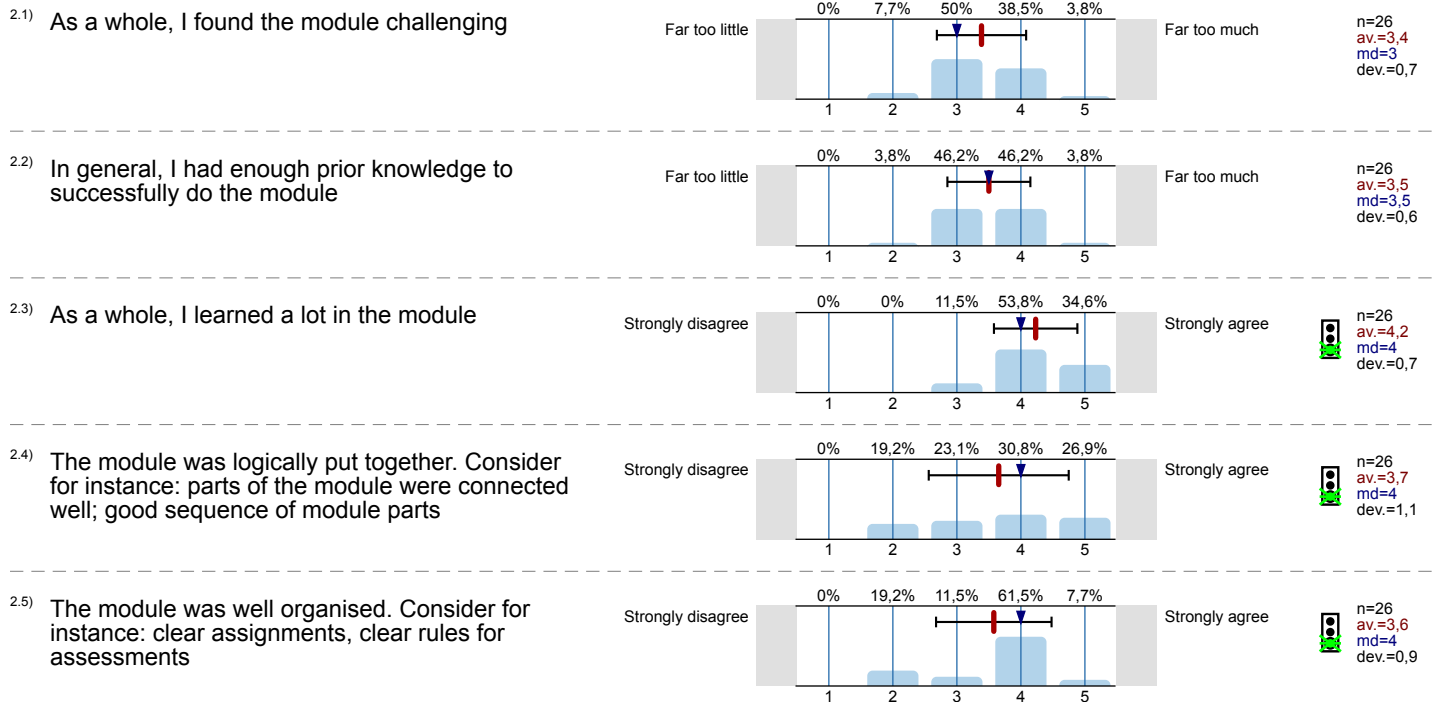 0% 7,7% 50% 38,5% 3,8%
2.1) As a whole, I found the module challenging
Far too little
Far too much
n=26
av.=3,4
md=3
dev.=0,7
1 2 3 4 5
0% 3,8% 46,2% 46,2% 3,8%
2.2) In general, I had enough prior knowledge to
successfully do the module
Far too little
Far too much
n=26
av.=3,5
md=3,5
dev.=0,6
1 2 3 4 5
0% 0% 11,5% 53,8% 34,6%
2.3) As a whole, I learned a lot in the module
Strongly disagree
Strongly agree
n=26
av.=4,2
md=4
dev.=0,7
1 2 3 4 5
0% 19,2% 23,1% 30,8% 26,9%
2.4) The module was logically put together. Consider
for instance: parts of the module were connected
well; good sequence of module parts
Strongly disagree
Strongly agree
n=26
av.=3,7
md=4
dev.=1,1
1 2 3 4 5
0% 19,2% 11,5% 61,5% 7,7%
2.5) The module was well organised. Consider for
instance: clear assignments, clear rules for
assessments
Strongly disagree
Strongly agree
n=26
av.=3,6
md=4
dev.=0,9
1 2 3 4 5